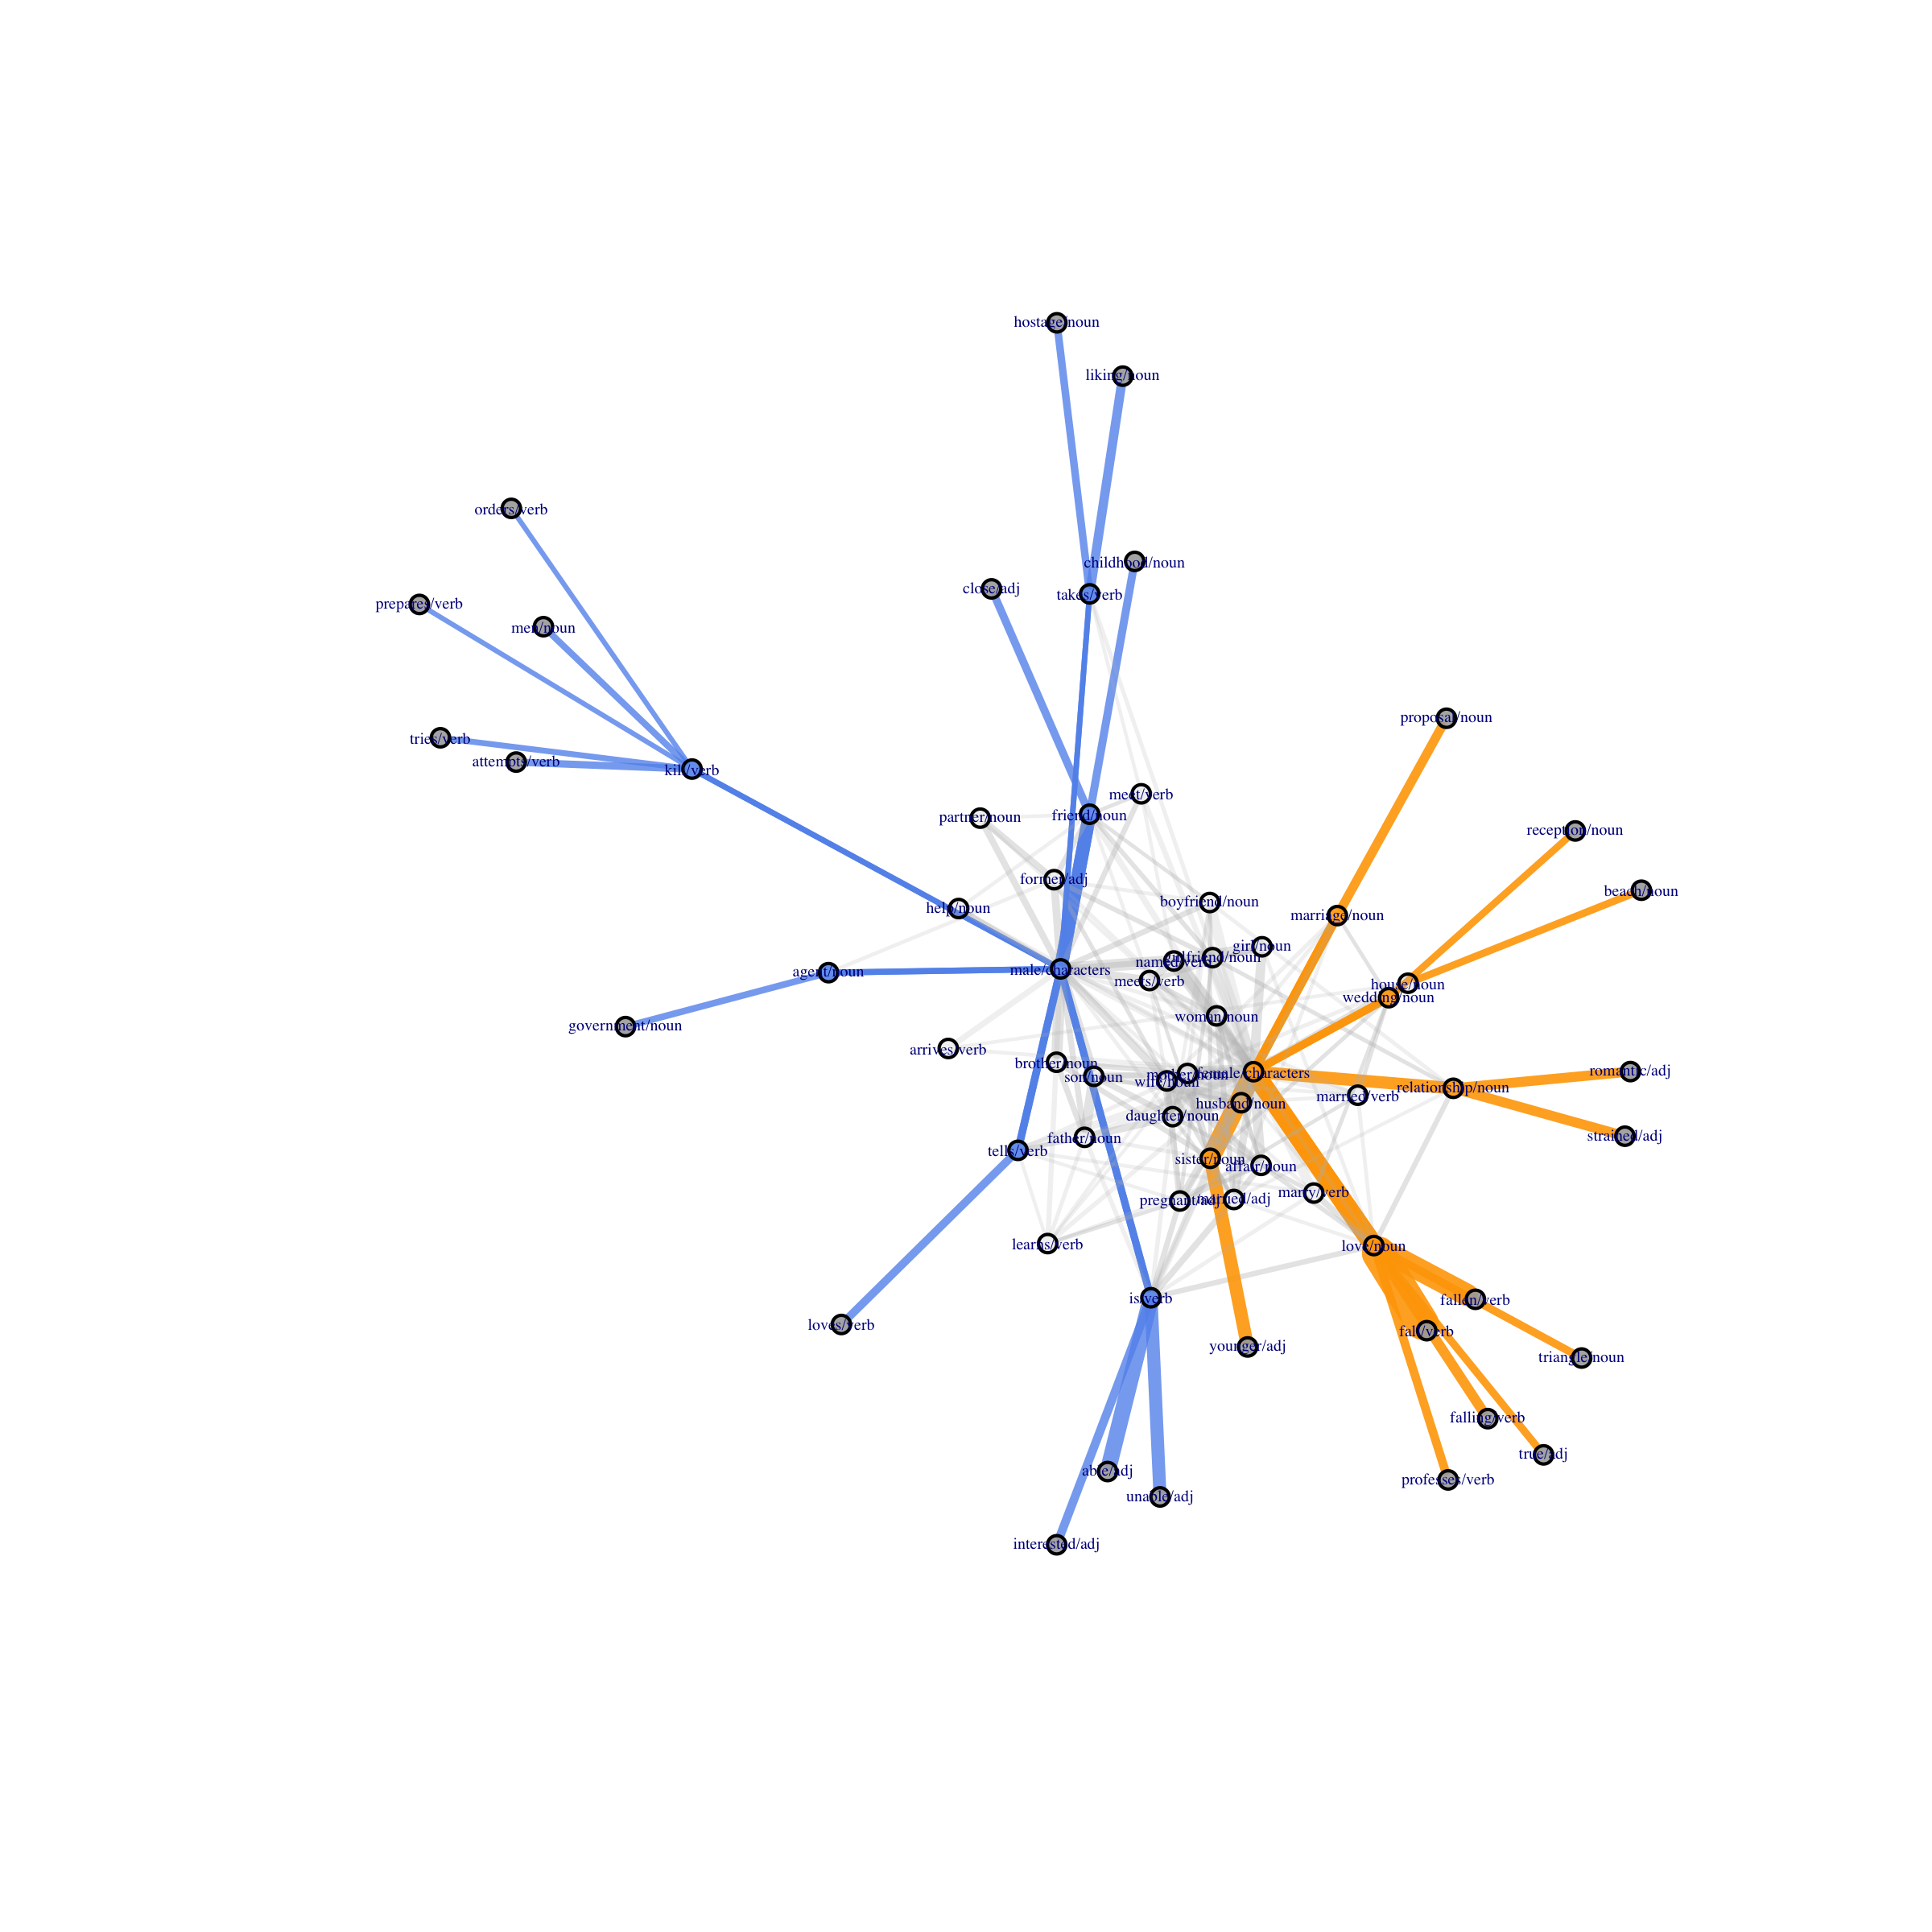 hostage/noun
liking/noun
orders/verb
childhood/noun
close/adj
takes/verb
prepares/verb
men/noun
proposal/noun
tries/verb
attempts/verb
kill/verb
meet/verb
partner/noun
friend/noun
reception/noun
former/adj
beach/noun
boyfriend/noun
help/noun
marriage/noun
girl/noun
girlfriend/noun
named/verb
male/characters
agent/noun
meets/verb
house/noun
wedding/noun
woman/noun
government/noun
arrives/verb
brother/noun
son/noun
mother/noun
wife/noun
female/characters
romantic/adj
relationship/noun
married/verb
husband/noun
daughter/noun
father/noun
strained/adj
tells/verb
sister/noun
affair/noun
marry/verb
pregnant/adj
married/adj
learns/verb
love/noun
is/verb
fallen/verb
loves/verb
fall/verb
younger/adj
triangle/noun
falling/verb
true/adj
able/adj
professes/verb
unable/adj
interested/adj